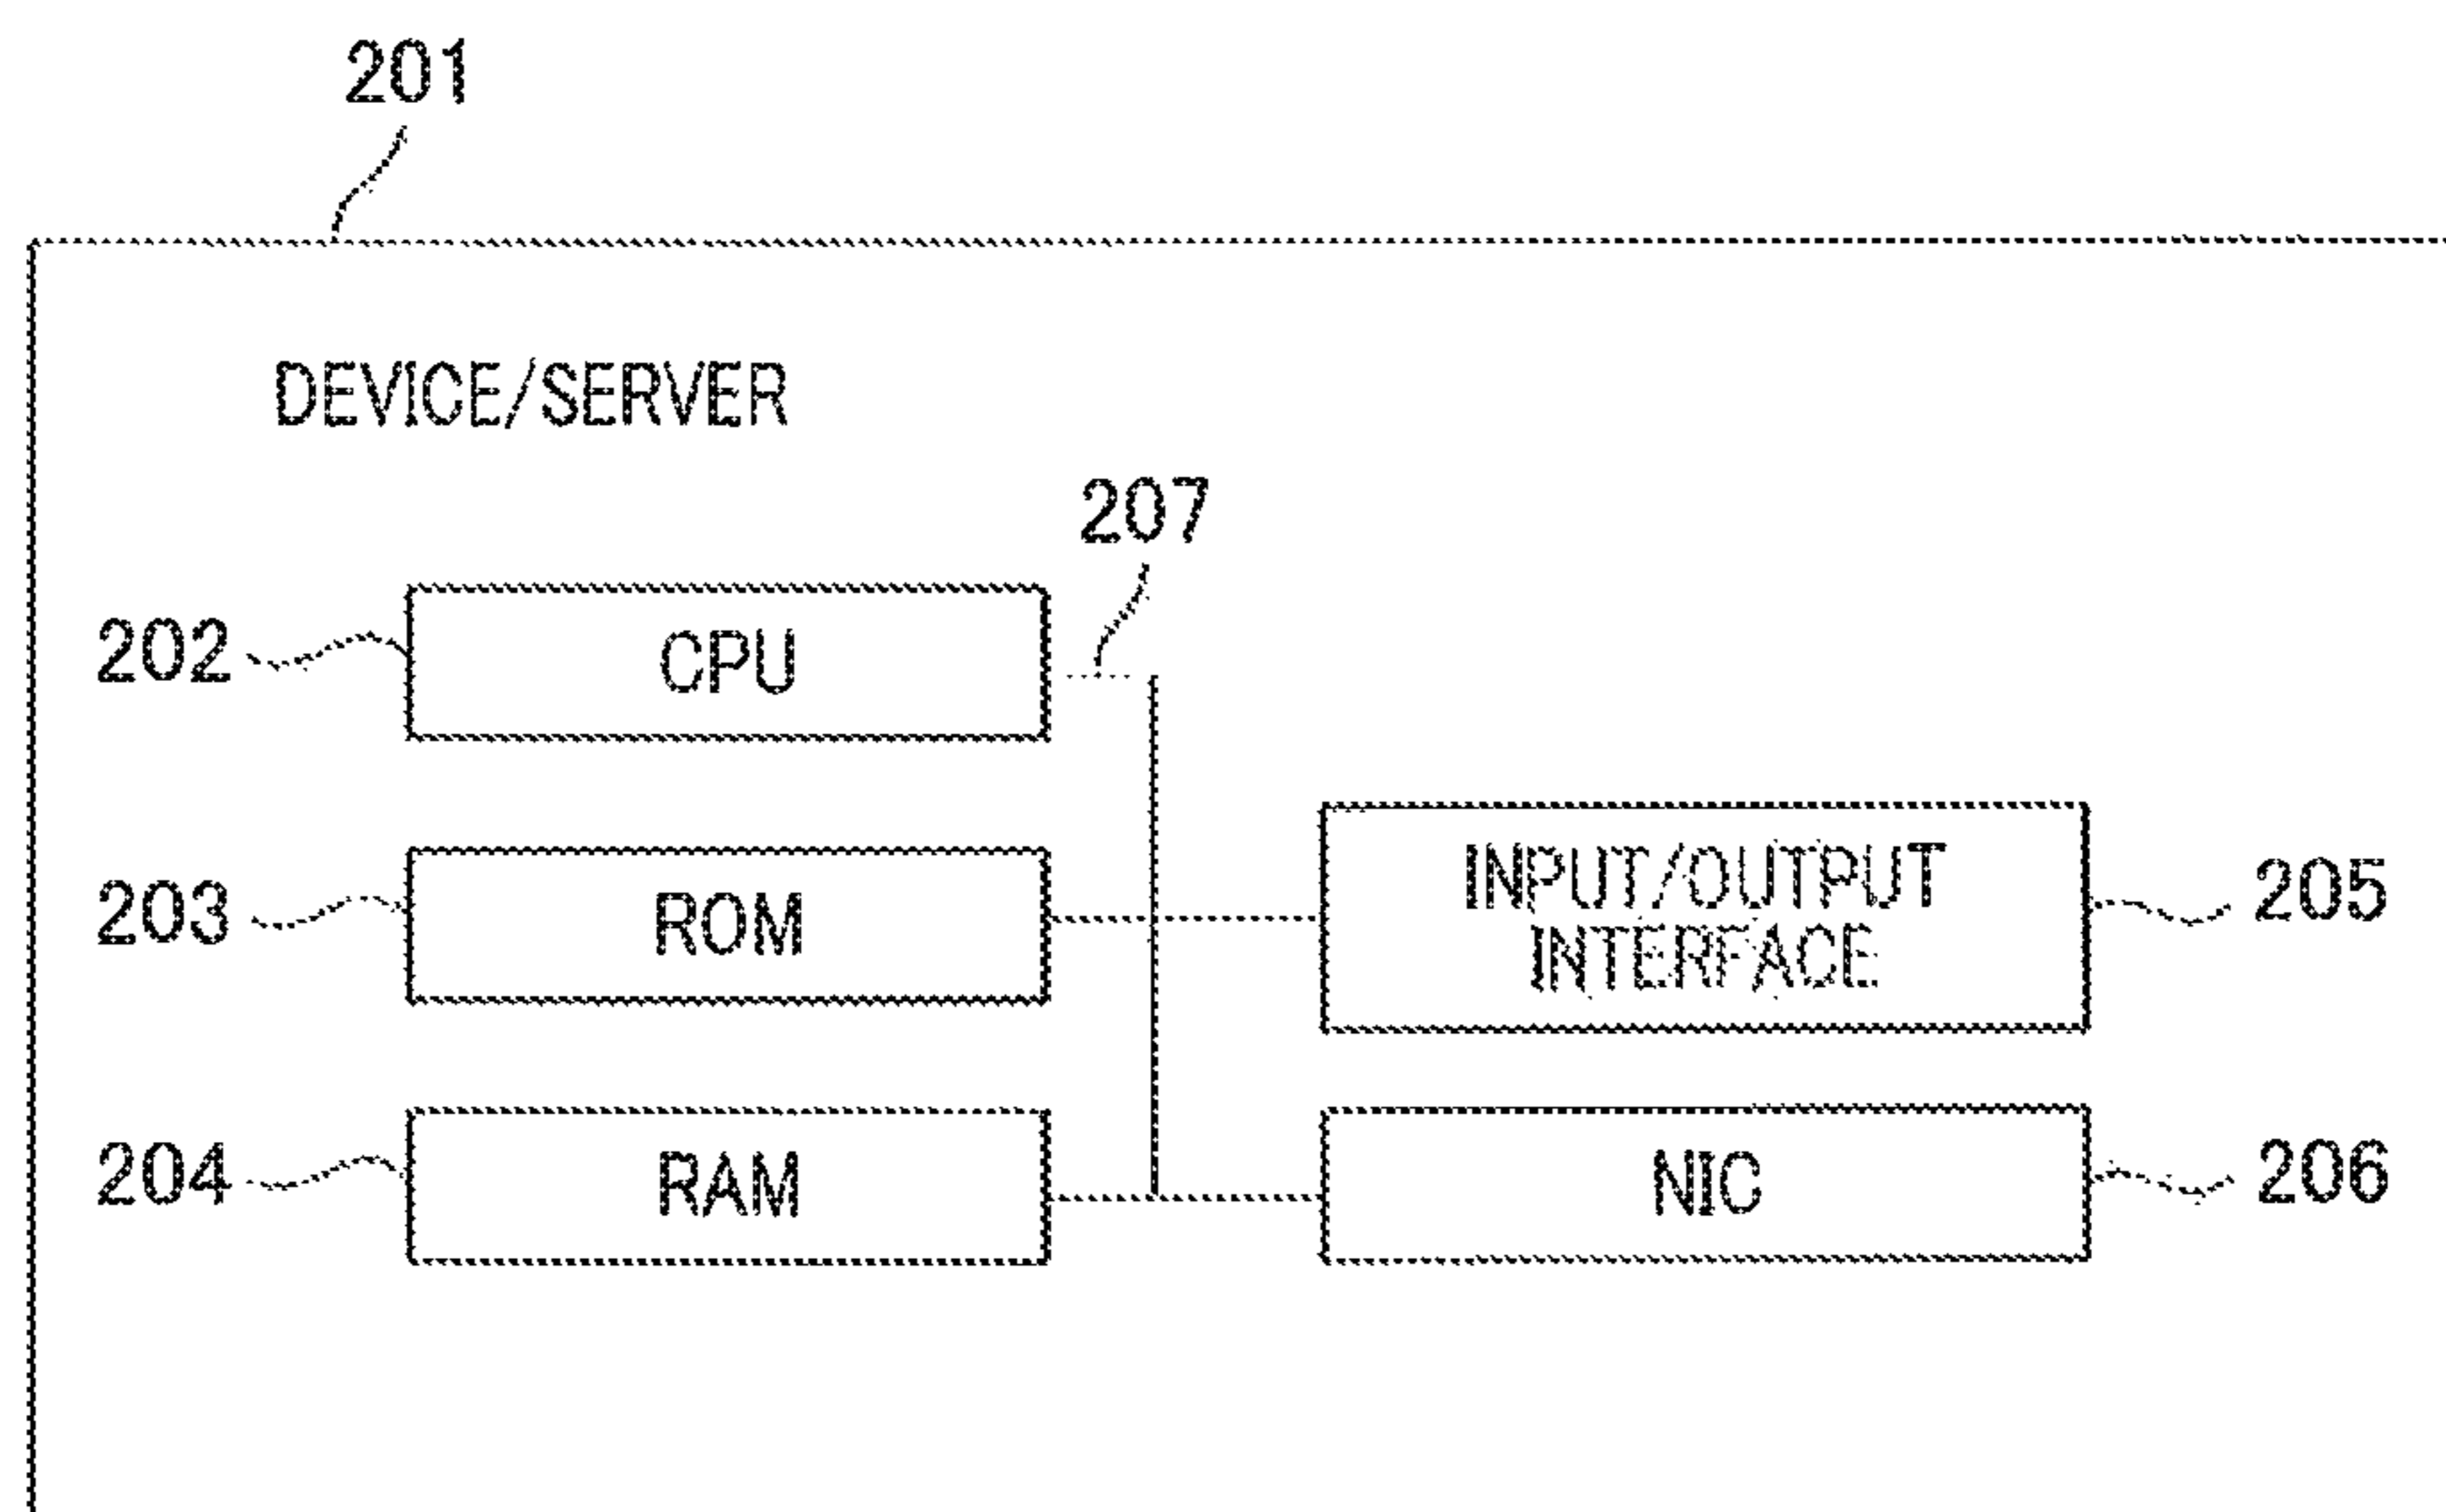 201
DEVICE/SERVER
207
202
CPU
203
ROM
INPUT/OUTPUT
INTERFACE
205
204
RAM
NIC
206